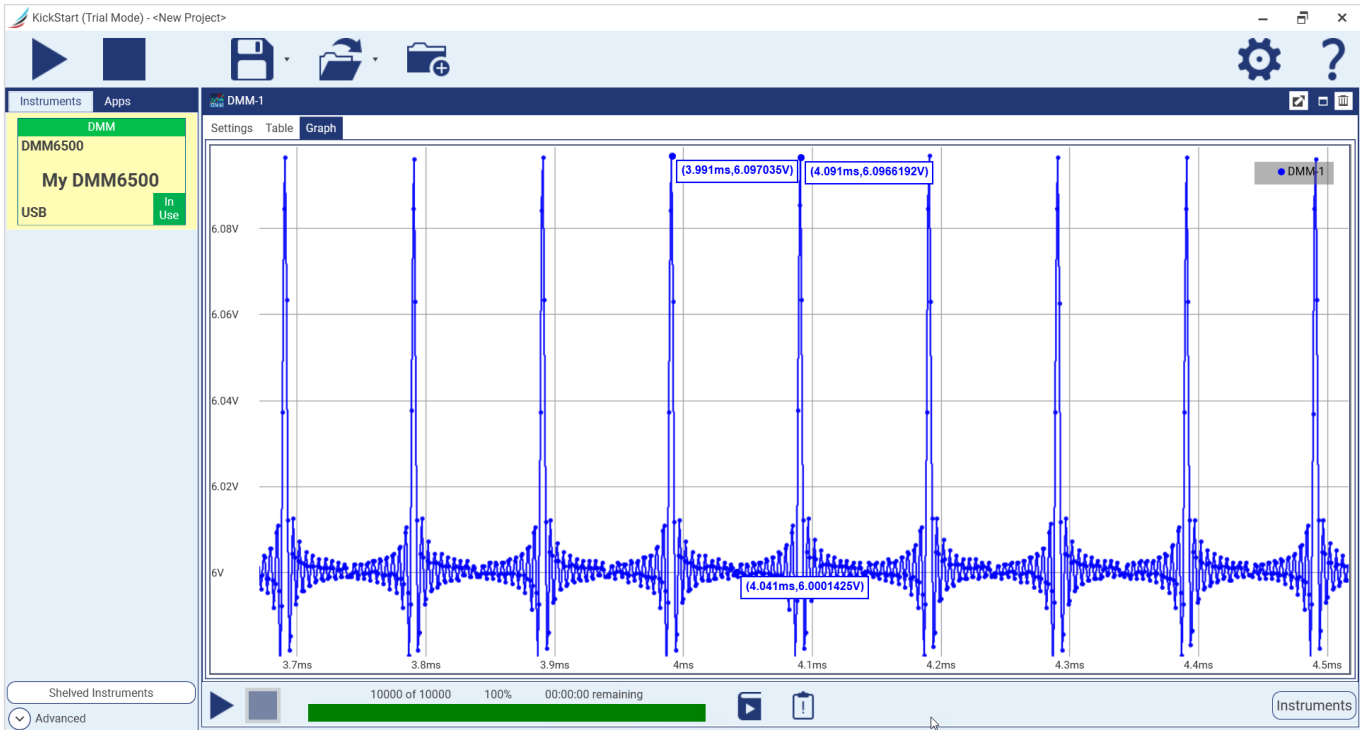 KickStart (Trial Mode) - <New Project>
Instruments
Apps
DMM-1
DMM
DMM6500
My DMM6500
USB
In
Use
Settings
Table
Graph
(3.991ms,6.097035V)
(4.091ms,6.0966192V)
DMM-1
6.08V
6.06V
6.04V
6.02V
6V
(4.041ms,6.0001425V)
3.7ms
3.8ms
3.9ms
4ms
4.1ms
4.2ms
4.3ms
4.4ms
4.5ms
Shelved Instruments
Advanced
10000 of 10000
100%
00:00:00 remaining
Instruments